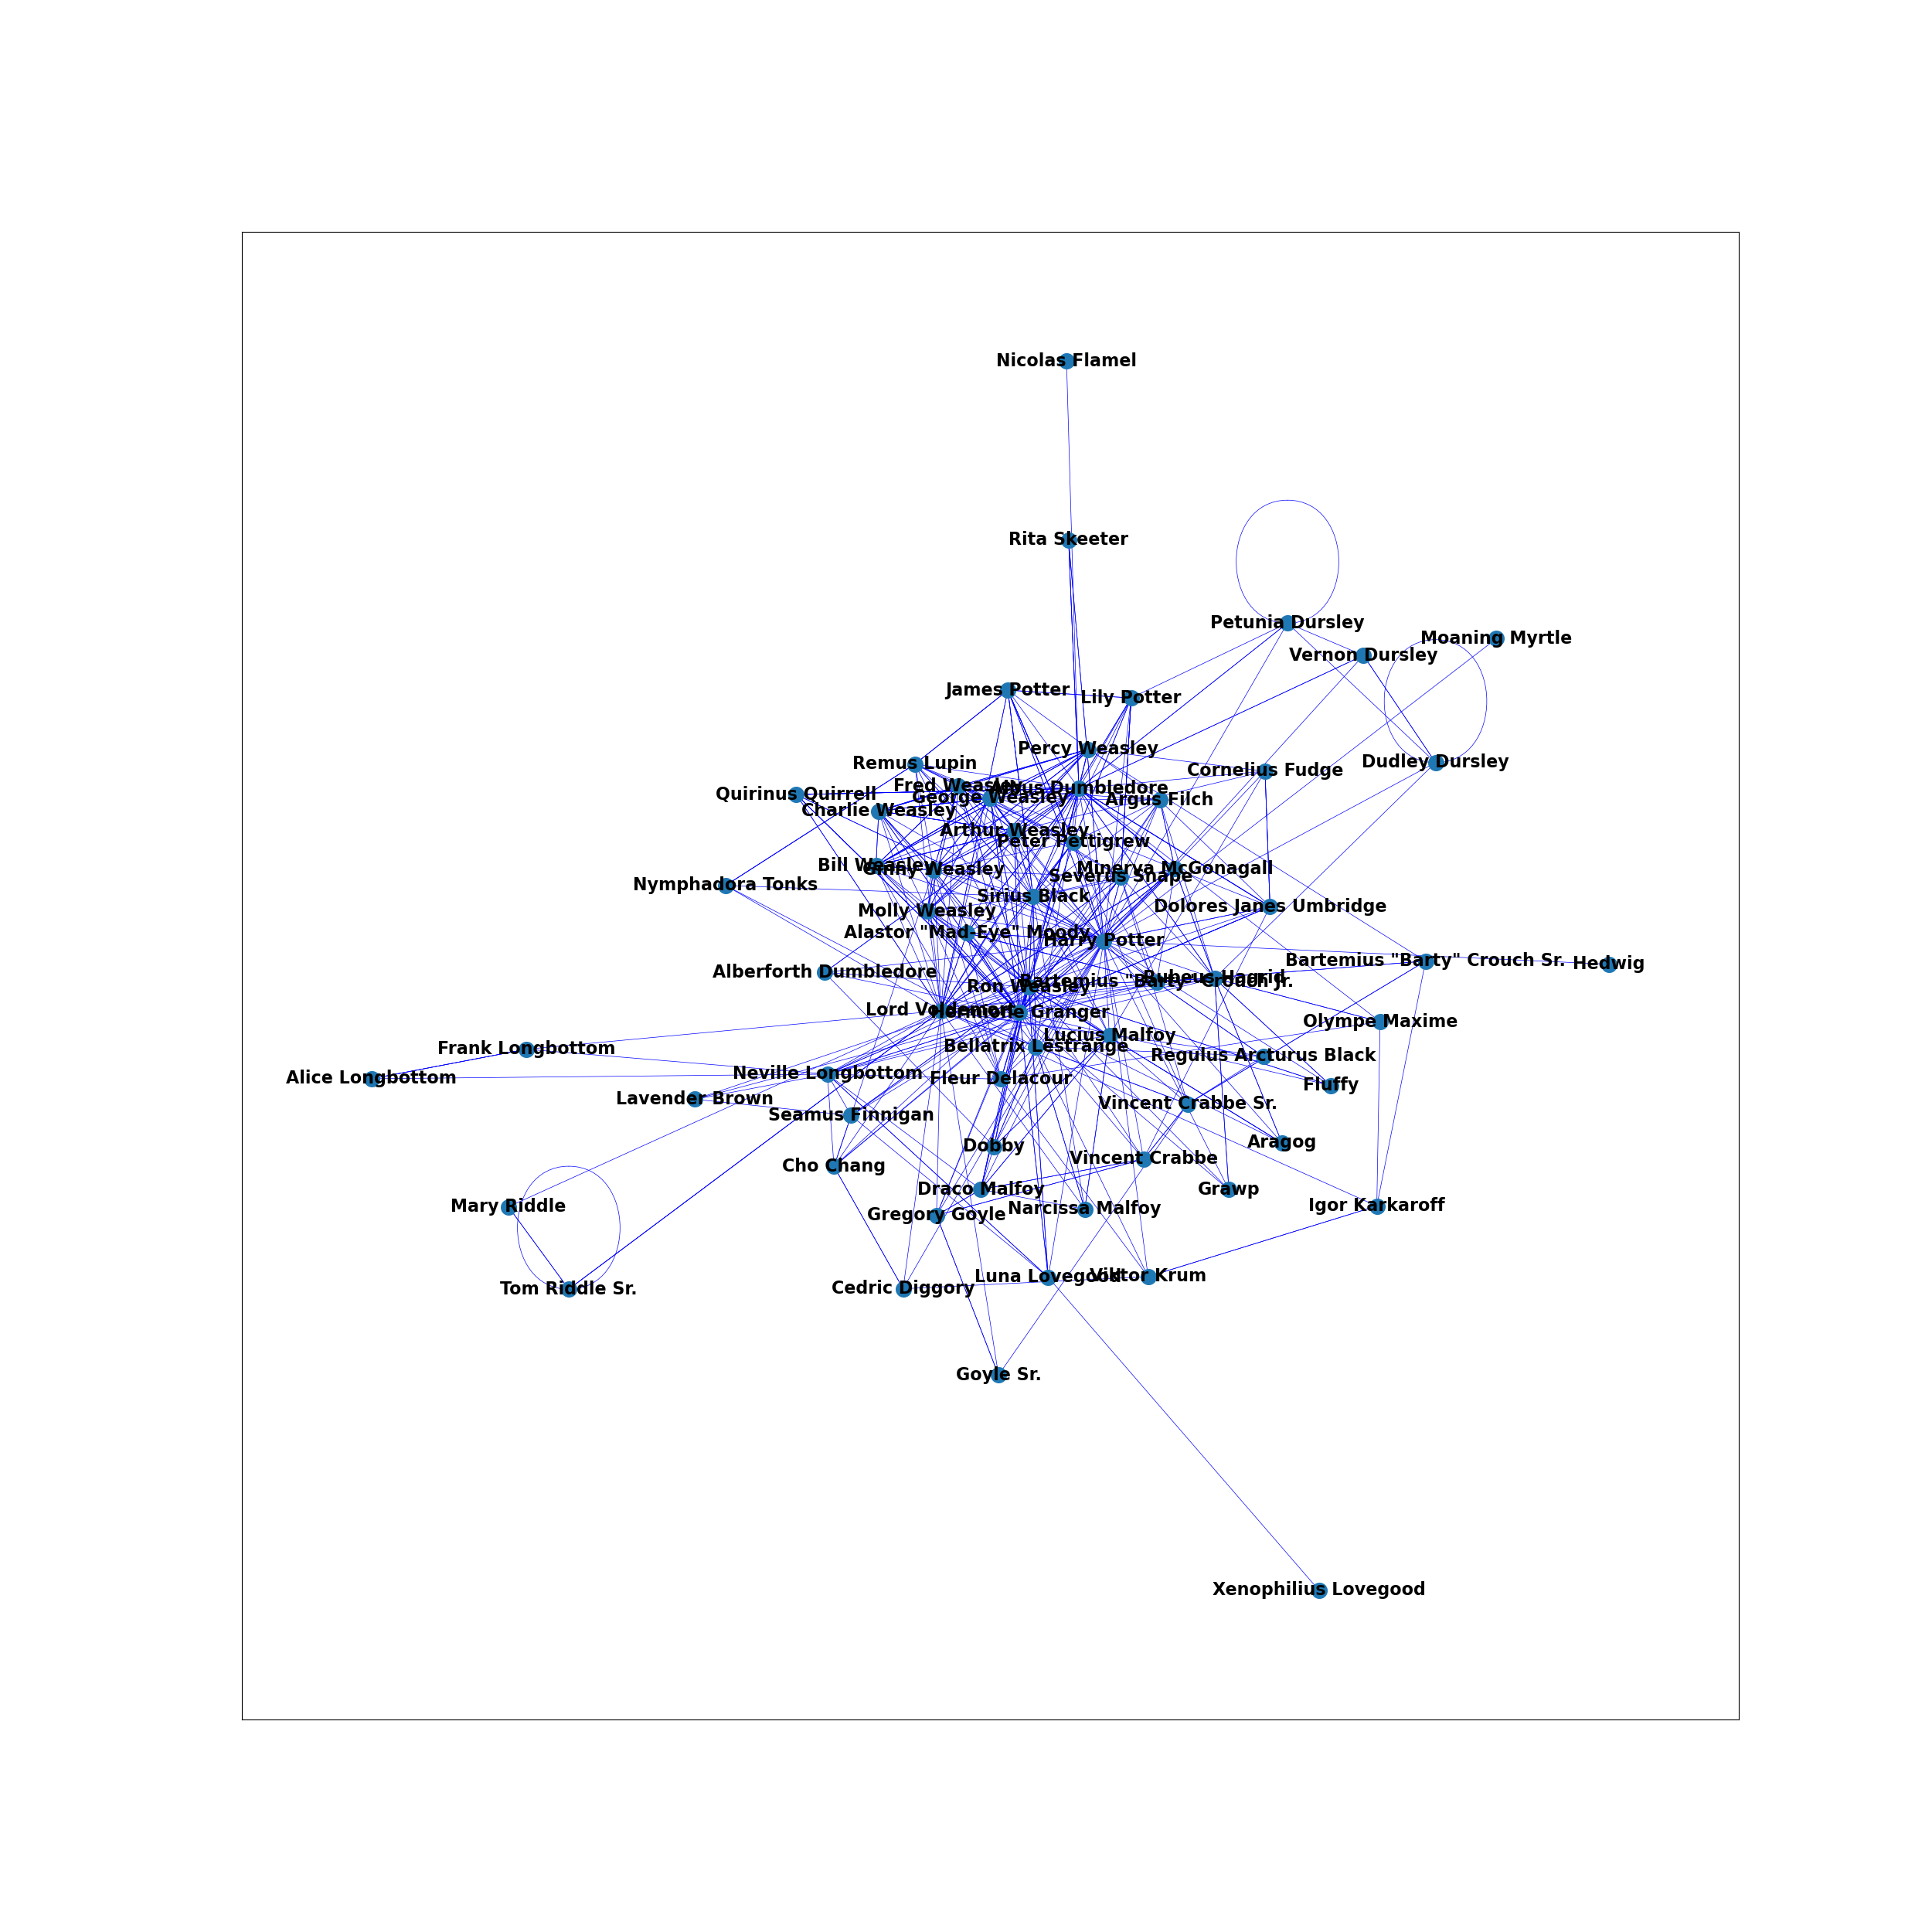 Nicolas Flamel
Rita Skeeter
Petunia Dursley
Moaning Myrtle
Vernon Dursley
James Potter
Lily Potter
Percy Weasley
Remus Lupin
Cornelius Fudge
Dudley Dursley
Fred Weasley
Albus Dumbledore
Quirinus Quirrell
George Weasley
Argus Filch
Charlie Weasley
Arthur Weasley
Peter Pettigrew
Bill Weasley
Ginny Weasley
Minerva McGonagall
Severus Snape
Nymphadora Tonks
Sirius Black
Molly Weasley
Dolores Janes Umbridge
Alastor "Mad-Eye" Moody
Harry Potter
Bartemius "Barty" Crouch Sr.
Hedwig
Alberforth Dumbledore
Rubeus Hagrid
Bartemius "Barty" Crouch Jr.
Ron Weasley
Lord Voldemort
Hermione Granger
Olympe Maxime
Lucius Malfoy
Bellatrix Lestrange
Frank Longbottom
Regulus Arcturus Black
Neville Longbottom
Alice Longbottom
Fleur Delacour
Fluffy
Lavender Brown
Vincent Crabbe Sr.
Seamus Finnigan
Aragog
Dobby
Vincent Crabbe
Cho Chang
Draco Malfoy
Grawp
Mary Riddle
Igor Karkaroff
Narcissa Malfoy
Gregory Goyle
Luna Lovegood
Viktor Krum
Cedric Diggory
Tom Riddle Sr.
Goyle Sr.
Xenophilius Lovegood